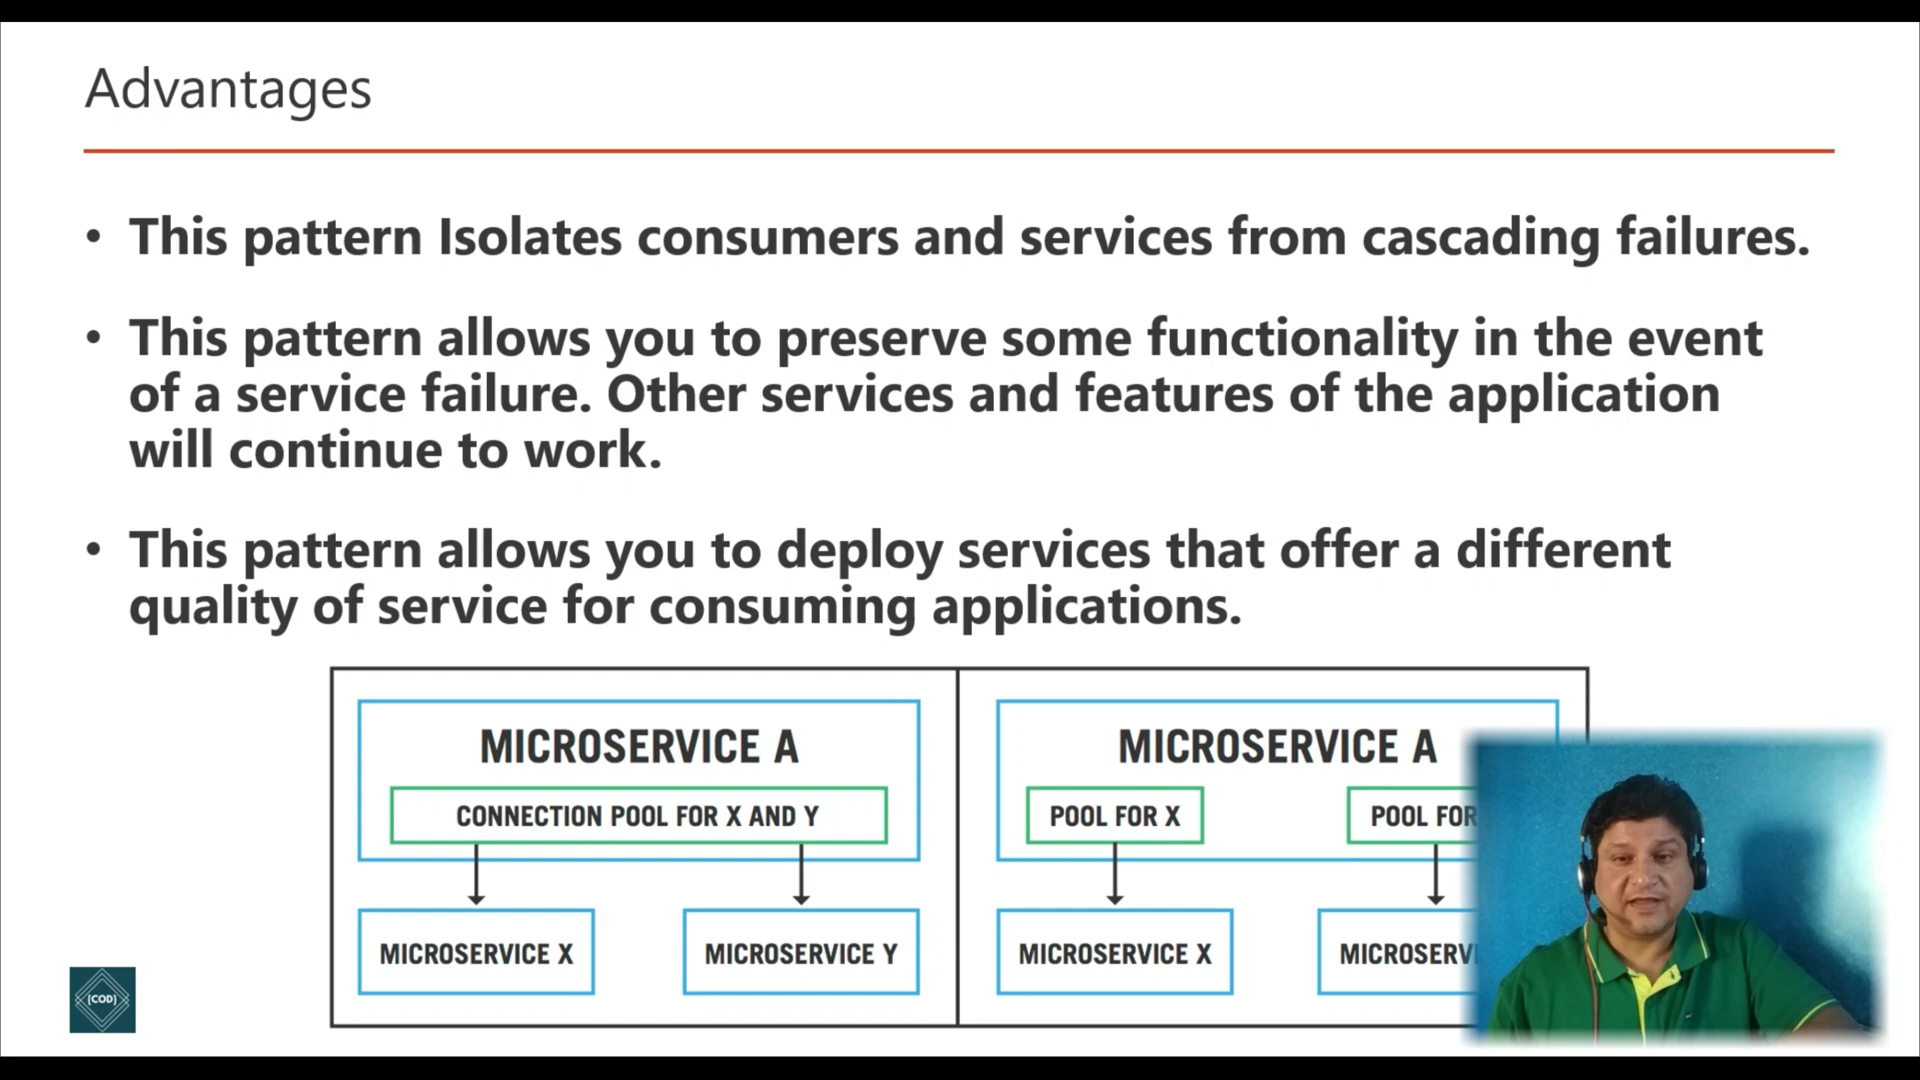 Advantages
• This pattern Isolates consumers and services from cascading failures.
• This pattern allows you to preserve some functionality in the event
of a service failure. Other services and features of the application
will continue to work.
• This pattern allows you to deploy services that offer a different
quality of service for consuming applications.
MICROSERVICE A
CONNECTION POOL FOR X AND Y
MICROSERVICE X
MICROSERVICE Y
MICROSERVICE A
POOL FOR X
POOL FOR
MICROSERVICE X
{COD}